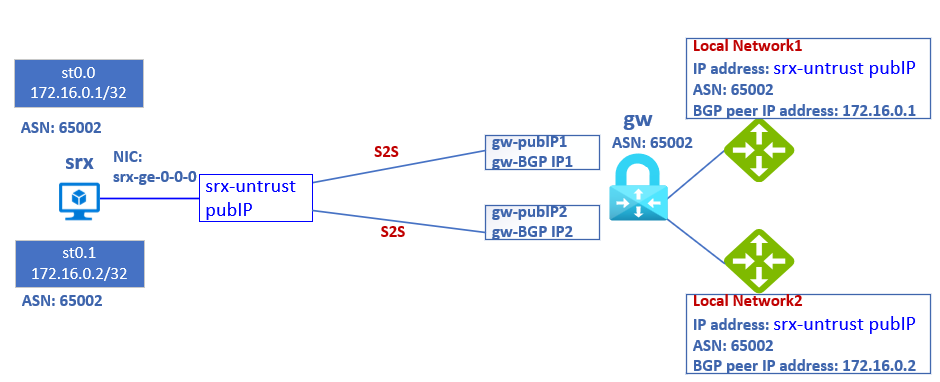 st0.0
172.16.0.1/32
ASN: 65002
srx
NIC:
srx-ge-0-0-0
srx-untrust
pubIP
st0.1
172.16.0.2/32
ASN: 65002
S2S
S2S
gw-pubIP1
gw-BGP IP1
gw-pubIP2
gw-BGP IP2
gw
ASN: 65002
Local Network1
IP address: srx-untrust pubIP
ASN: 65002
BGP peer IP address: 172.16.0.1
Local Network2
IP address: srx-untrust pubIP
ASN: 65002
BGP peer IP address: 172.16.0.2